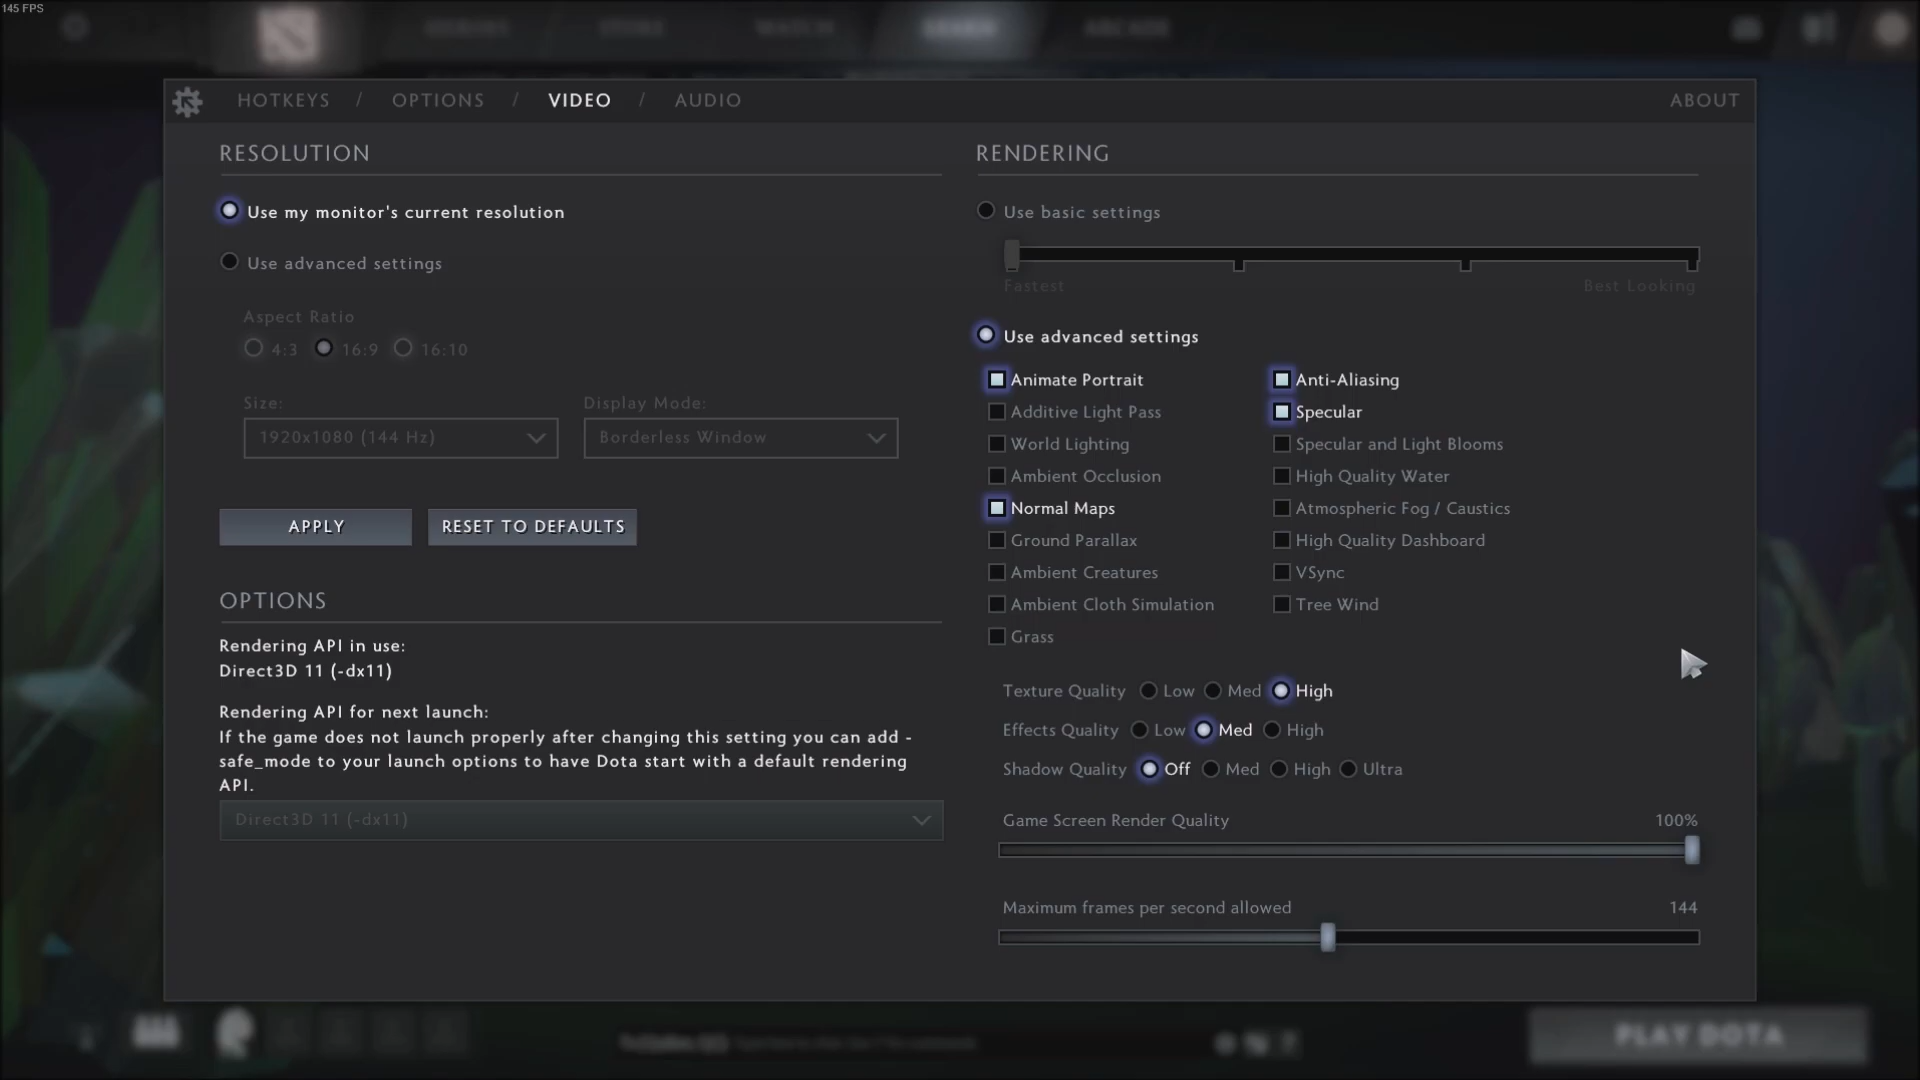 145 FPS
WATCH
LEARN
ARCADE
HOTKEYS / OPTIONS / VIDEO / AUDIO
ABOUT
RESOLUTION
Use my monitor's current resolution
Use advanced settings
Aspect Ratio
4:3 16:9 16:10
Size: Display Mode:
1920x1080 (144 Hz) Borderless Window
APPLY RESET TO DEFAULTS
OPTIONS
Rendering API in use:
Direct3D 11 (-dx11)
Rendering API for next launch:
If the game does not launch properly after changing this setting you can add -
safe_mode to your launch options to have Dota start with a default rendering
API.
Direct3D 11 (-dx11)
RENDERING
Use basic settings
Fastest Best Looking
Use advanced settings
Animate Portrait Anti-Aliasing
Additive Light Pass Specular
World Lighting Specular and Light Blooms
Ambient Occlusion High Quality Water
Normal Maps Atmospheric Fog / Caustics
Ground Parallax High Quality Dashboard
Ambient Creatures VSync
Ambient Cloth Simulation Tree Wind
Grass
Texture Quality Low Med High
Effects Quality Low Med High
Shadow Quality Off Med High Ultra
Game Screen Render Quality 100%
Maximum frames per second allowed 144
PLAY DOTA